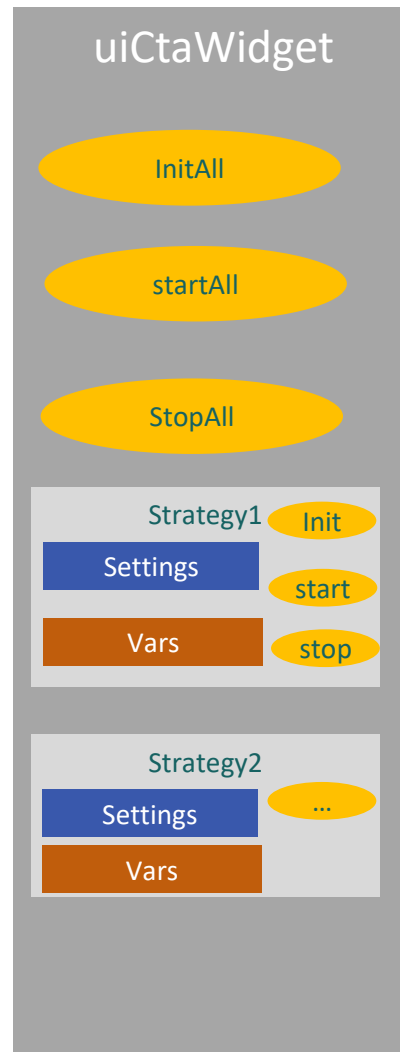 uiCtaWidget
InitAll
startAll
StopAll
Strategy1
Init
Settings
start
Vars
stop
Strategy2
Settings
...
Vars